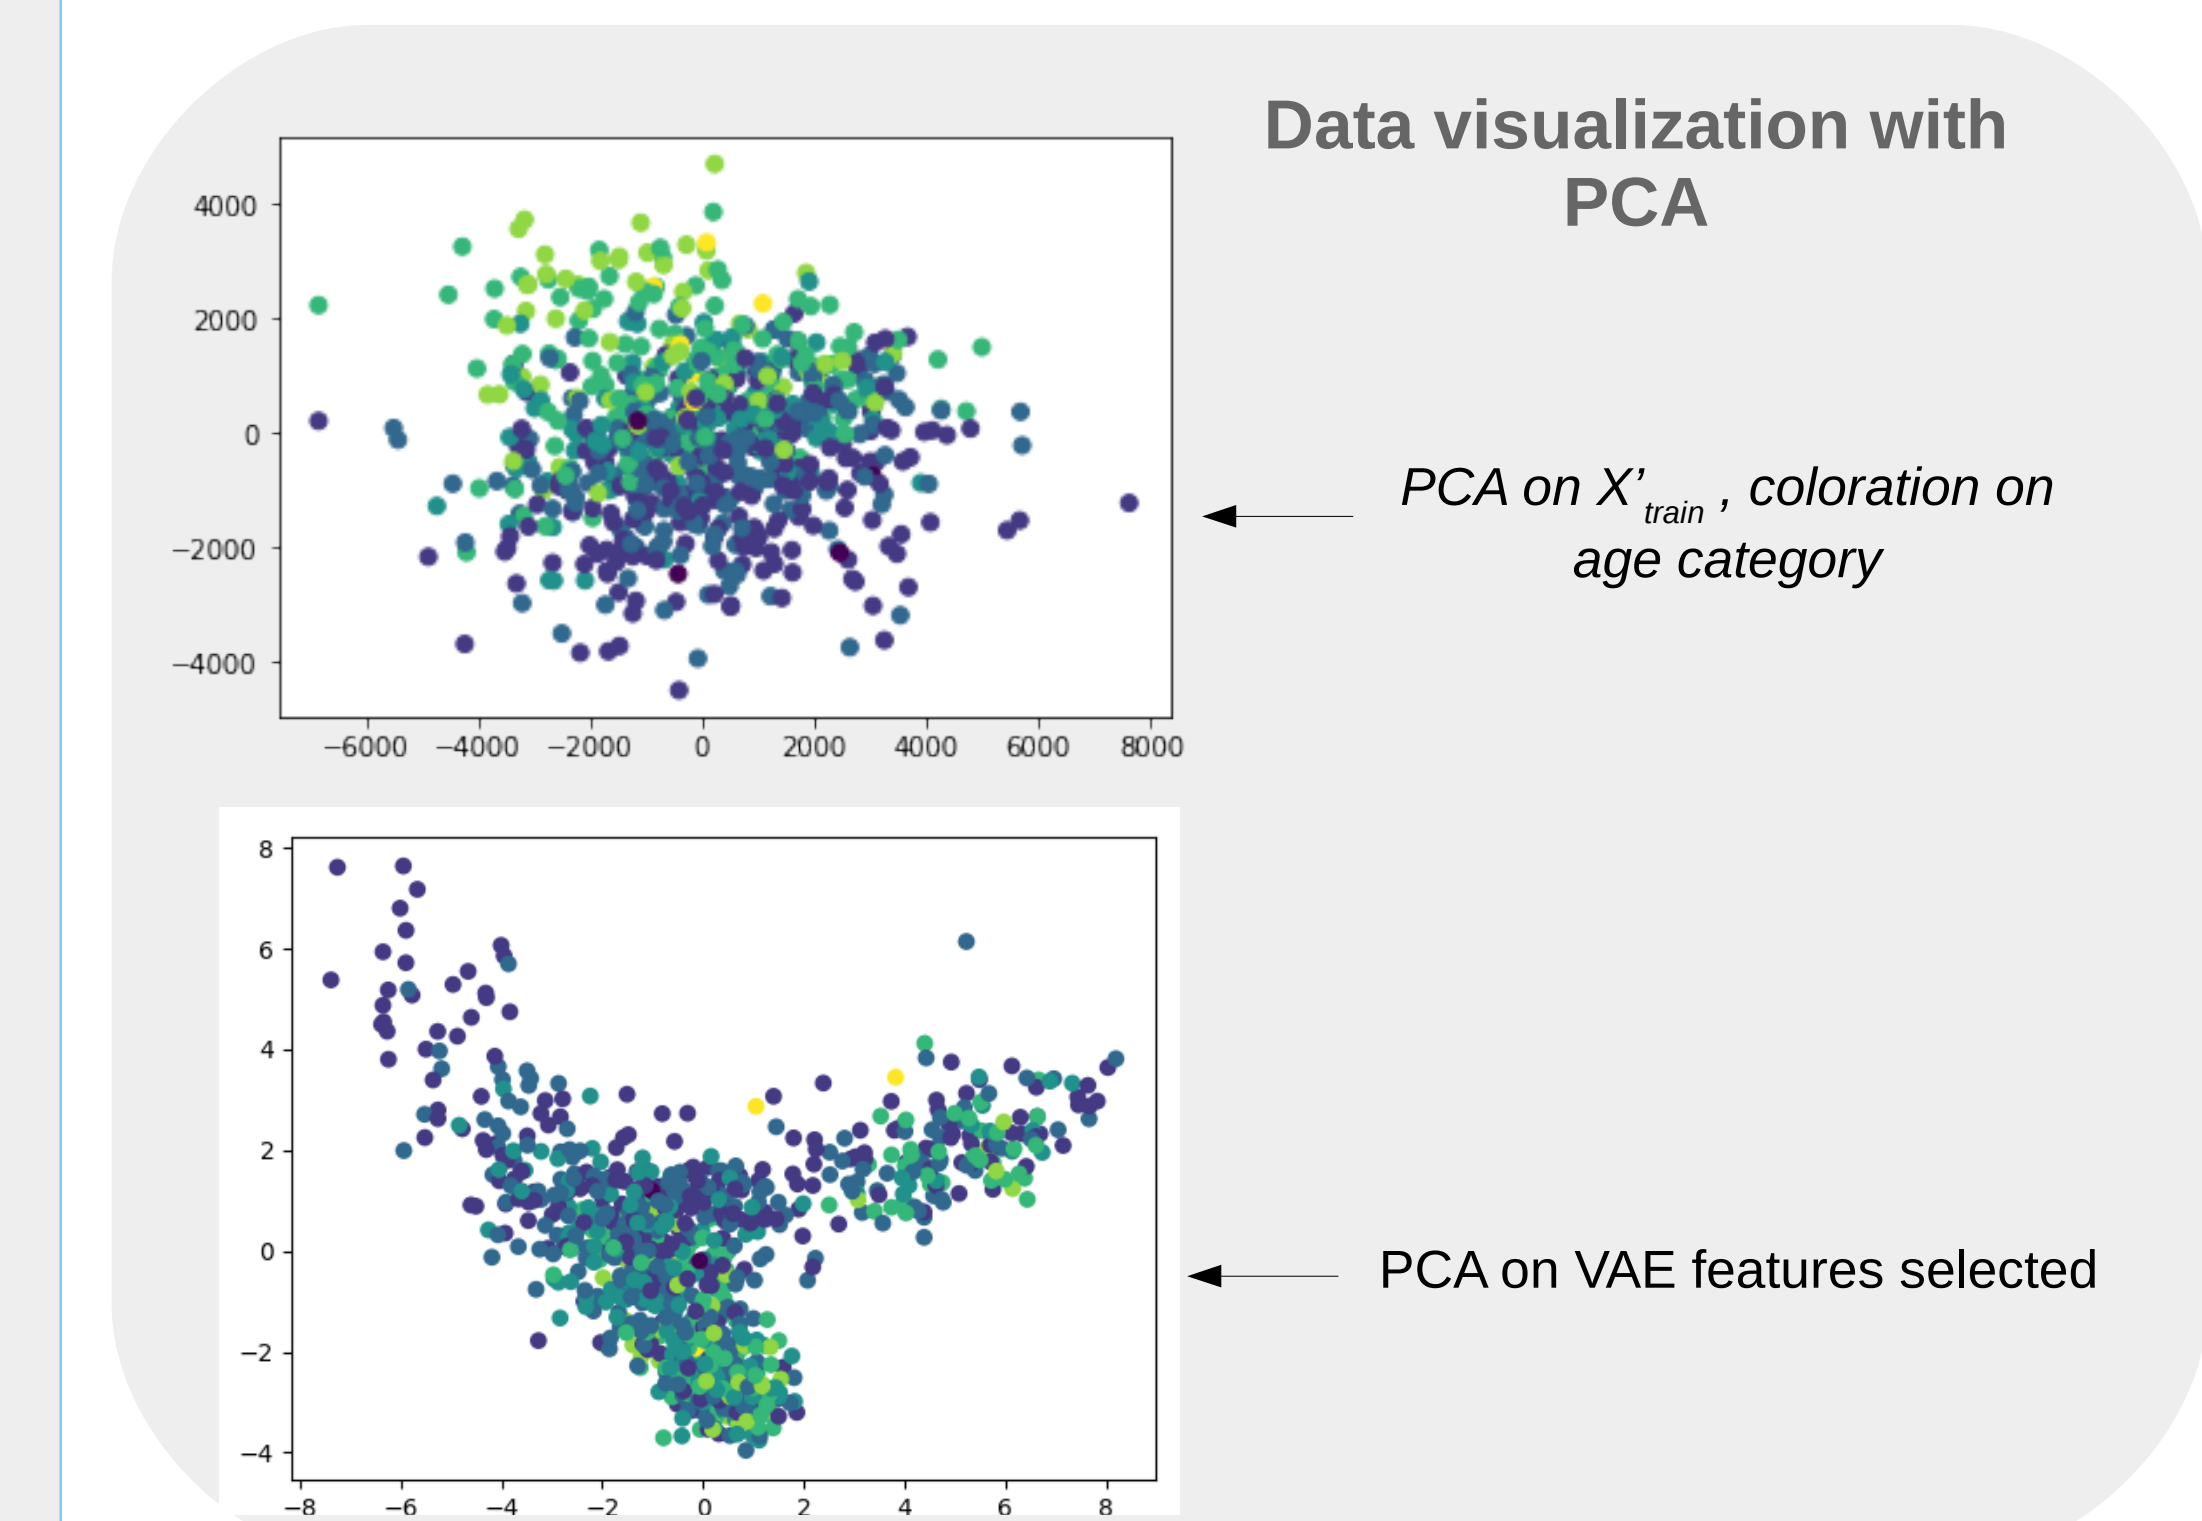 Data visualization with
PCA
4000
2000
0
−2000
−4000
−6000 −4000 −2000 0 2000 4000 6000 8000
PCA on X’train , coloration on
age category
8
6
4
2
0
−2
−4
−8 −6 −4 −2 0 2 4 6 8
PCA on VAE features selected